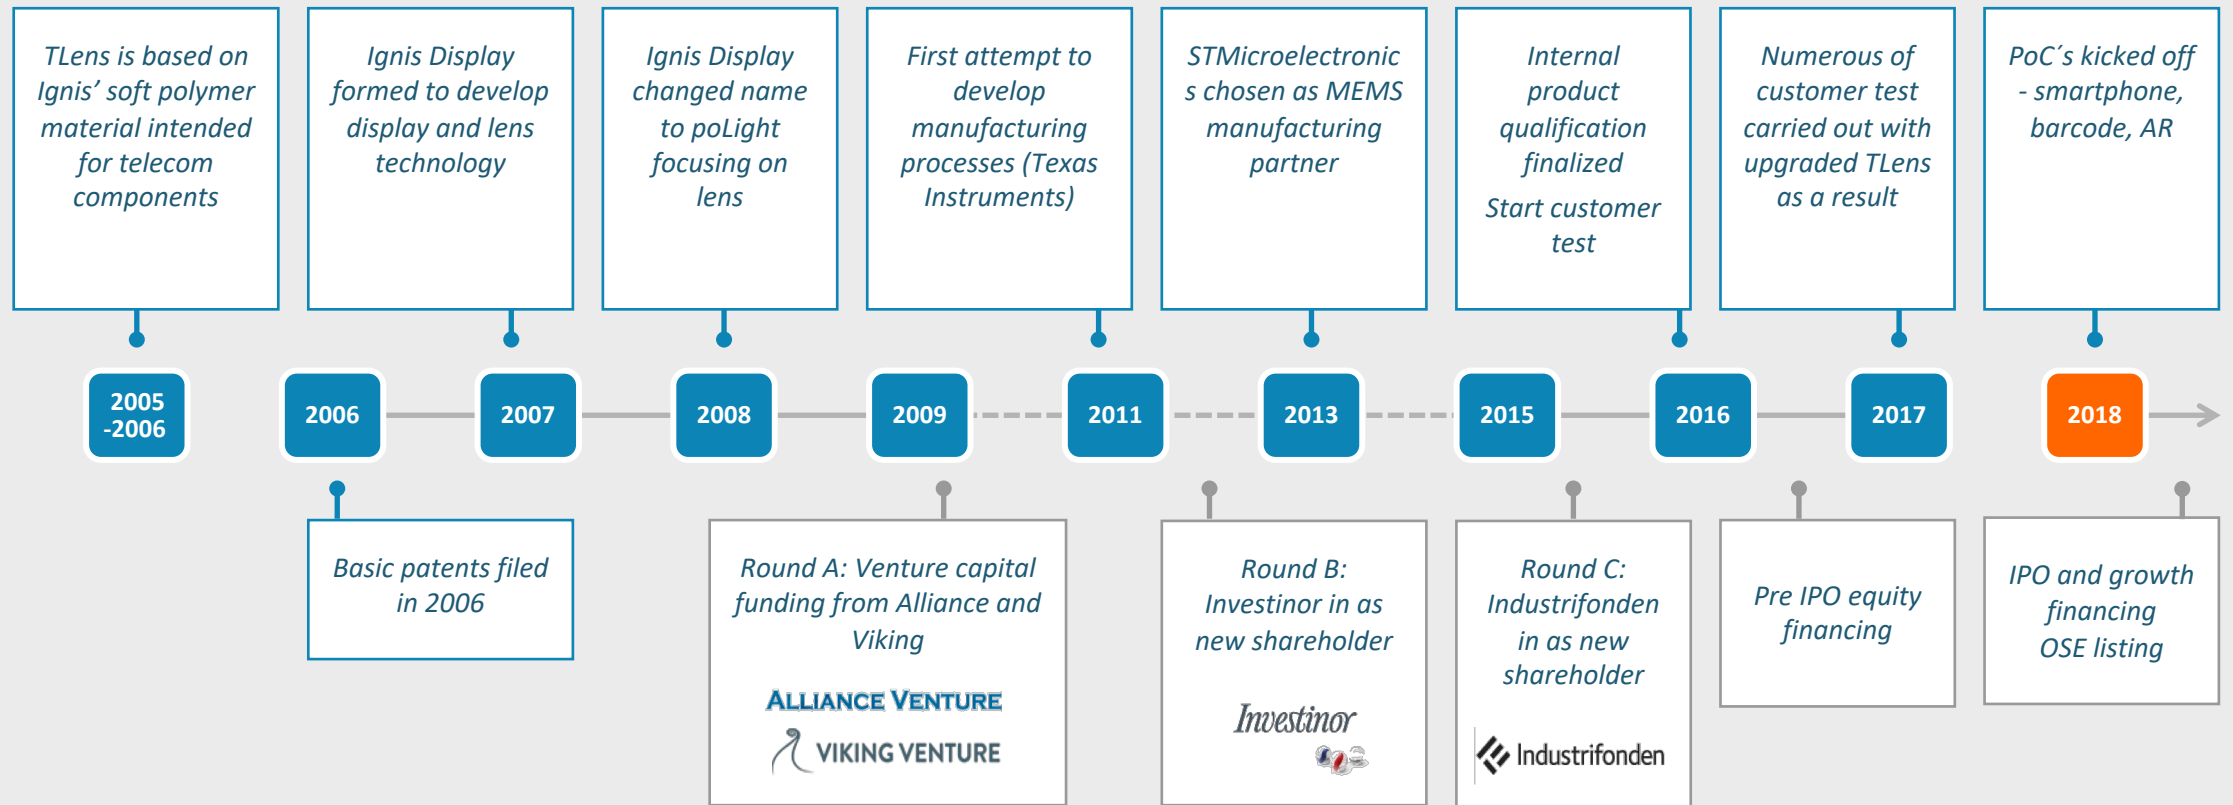 TLens is based on
Ignis’ soft polymer
material intended
for telecom
components
Ignis Display
formed to develop
display and lens
technology
Ignis Display
changed name
to poLight
focusing on
lens
First attempt to
develop
manufacturing
processes (Texas
Instruments)
STMicroelectronic
s chosen as MEMS
manufacturing
partner
Internal
product
qualification
finalized
Start customer
test
Numerous of
customer test
carried out with
upgraded TLens
as a result
PoC´s kicked off
- smartphone,
barcode, AR
2005
-2006
2006
2007
2008
2009
2011
2013
2015
2016
2017
2018
Basic patents filed
in 2006
Round A: Venture capital
funding from Alliance and
Viking
ALLIANCE VENTURE
VIKING VENTURE
Round B:
Investinor in as
new shareholder
Investinor
Round C:
Industrifonden
in as new
shareholder
Industrifonden
Pre IPO equity
financing
IPO and growth
financing
OSE listing